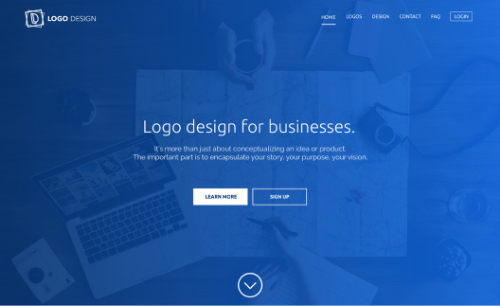 LOGO DESIGN
HOME LOGOS DESIGN CONTACT FAQ LOGIN
Logo design for businesses.
It's more than just about conceptualizing an idea or product.
The important part is to encapsulate your story, your purpose, your vision.
LEARN MORE SIGN UP